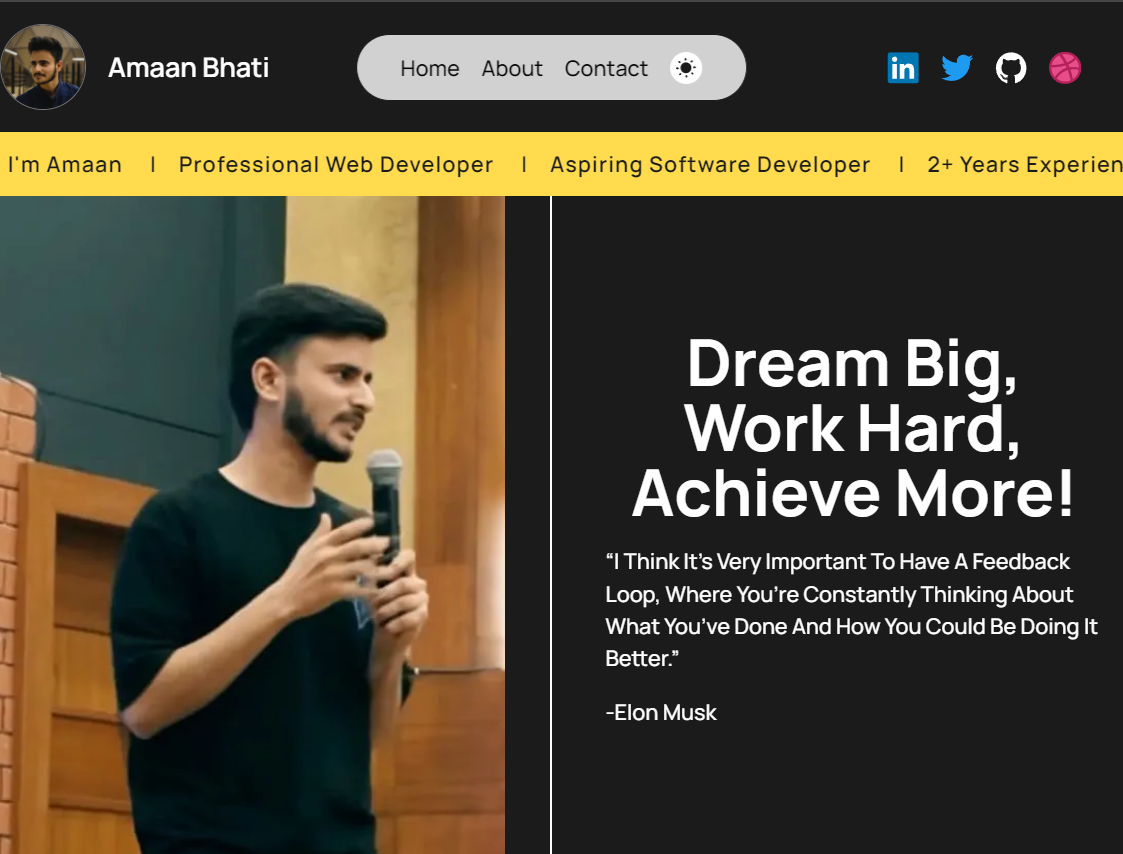 Amaan Bhati
Home About Contact
in
I'm Amaan | Professional Web Developer | Aspiring Software Developer | 2+ Years Experien
Dream Big,
Work Hard,
Achieve More!
“I Think It’s Very Important To Have A Feedback
Loop, Where You’re Constantly Thinking About
What You’ve Done And How You Could Be Doing It
Better.”
-Elon Musk